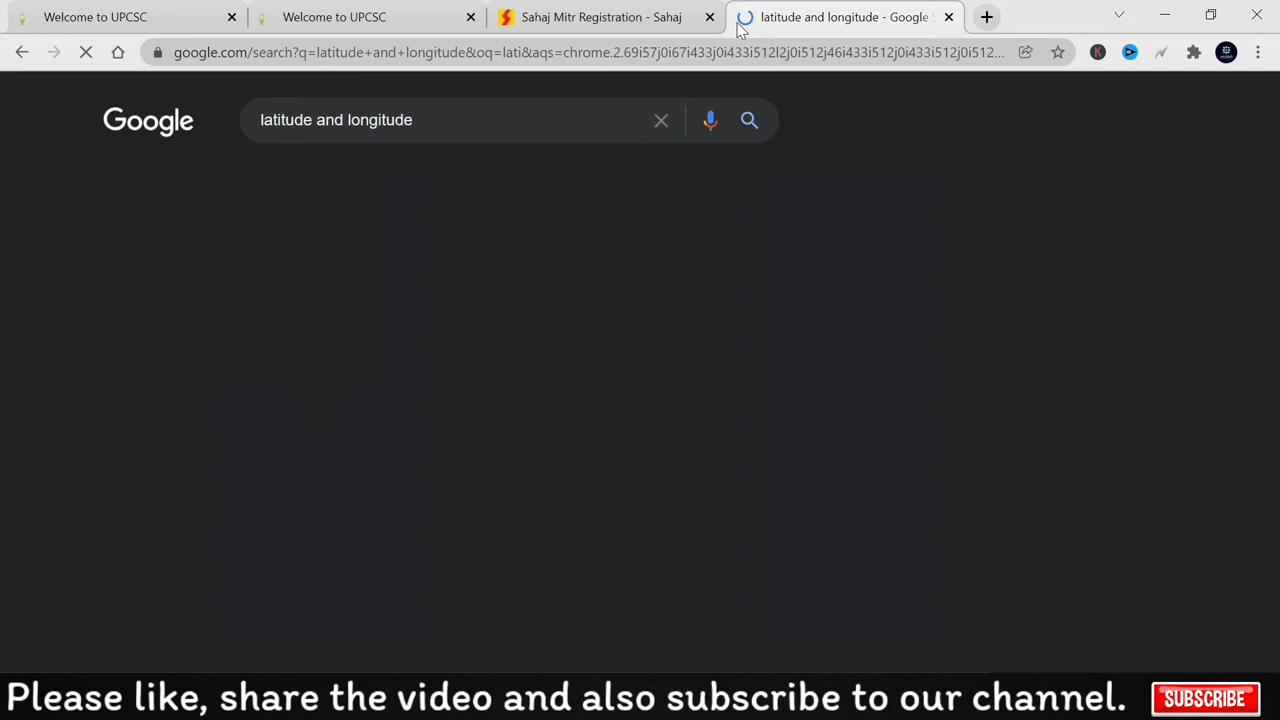 Welcome to UPCSC
Welcome to UPCSC
Sahaj Mitr Registration - Sahaj
latitude and longitude - Google
google.com/search?q=latitude+and+longitude&oq=lati&aqs=chrome.2.69i57j0i67i433j0i433i512l2j0i512j46i433i512j0i433i512j0i512j0i...
K
Google
latitude and longitude
Please like, share the video and also subscribe to our channel.
SUBSCRIBE